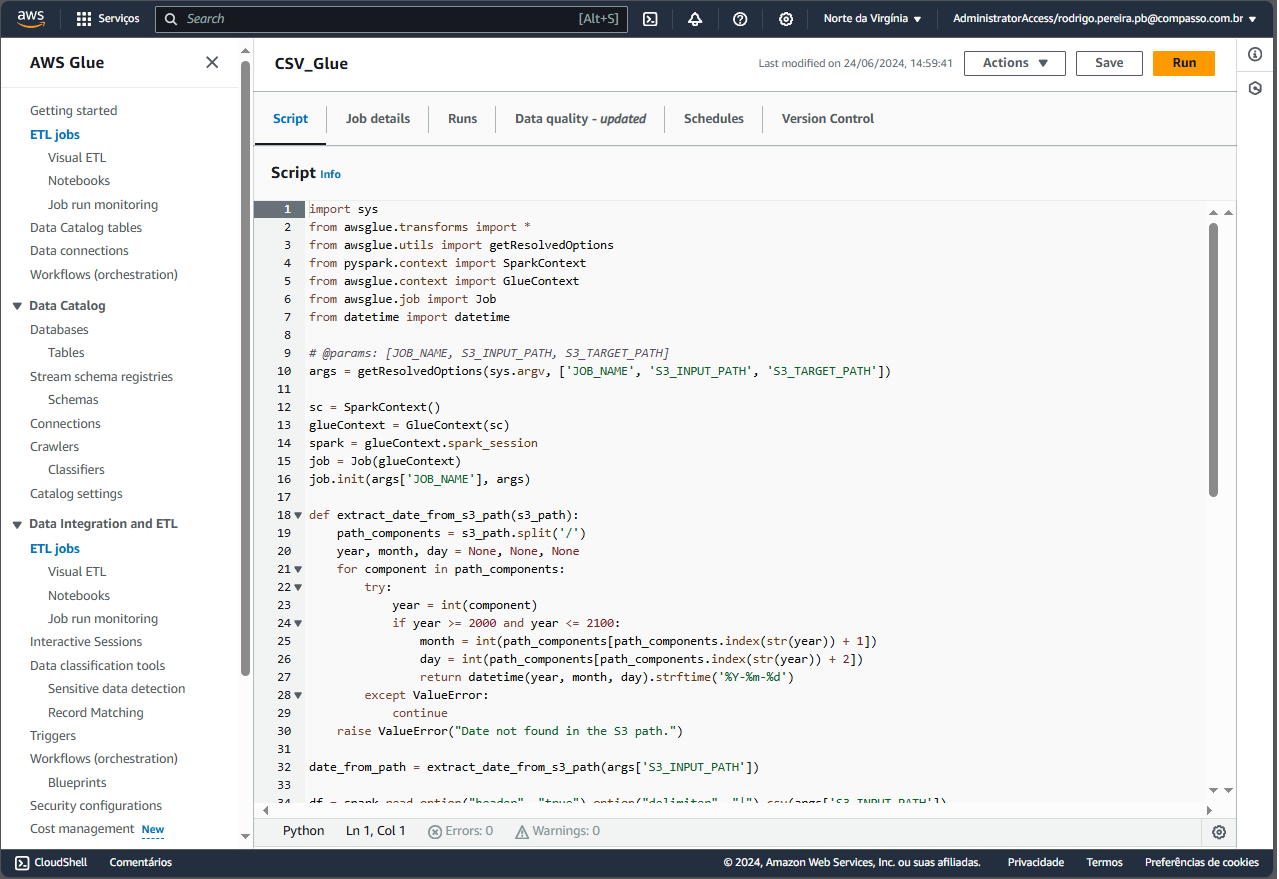 aws
Servi&ccedil;os
Search
[Alt+S]
Norte da Virgínia ▼
AdministratorAccess/rodrigo.pereira.pb@compasso.com.br ▼
AWS Glue
Getting started
ETL jobs
Visual ETL
Notebooks
Job run monitoring
Data Catalog tables
Data connections
Workflows (orchestration)
Data Catalog
Databases
Tables
Stream schema registries
Schemas
Connections
Crawlers
Classifiers
Catalog settings
Data Integration and ETL
ETL jobs
Visual ETL
Notebooks
Job run monitoring
Interactive Sessions
Data classification tools
Sensitive data detection
Record Matching
Triggers
Workflows (orchestration)
Blueprints
Security configurations
Cost management New
CSV_Glue
Last modified on 24/06/2024, 14:59:41
Actions ▼
Save
Run
Script
Job details
Runs
Data quality - updated
Schedules
Version Control
Script Info
1 import sys
2 from awsglue.transforms import *
3 from awsglue.utils import getResolvedOptions
4 from pyspark.context import SparkContext
5 from awsglue.context import GlueContext
6 from awsglue.job import Job
7 from datetime import datetime
8
9 # @params: [JOB_NAME, S3_INPUT_PATH, S3_TARGET_PATH]
10 args = getResolvedOptions(sys.argv, ['JOB_NAME', 'S3_INPUT_PATH', 'S3_TARGET_PATH'])
11
12 sc = SparkContext()
13 glueContext = GlueContext(sc)
14 spark = glueContext.spark_session
15 job = Job(glueContext)
16 job.init(args['JOB_NAME'], args)
17
18 def extract_date_from_s3_path(s3_path):
19     path_components = s3_path.split('/')
20     year, month, day = None, None, None
21     for component in path_components:
22         try:
23             year = int(component)
24             if year >= 2000 and year <= 2100:
25                 month = int(path_components[path_components.index(str(year)) + 1])
26                 day = int(path_components[path_components.index(str(year)) + 2])
27                 return datetime(year, month, day).strftime('%Y-%m-%d')
28         except ValueError:
29             continue
30     raise ValueError("Date not found in the S3 path.")
31
32 date_from_path = extract_date_from_s3_path(args['S3_INPUT_PATH'])
33
34 df = spark.read.option("header", "true").option("delimiter", "|").csv(args['S3_INPUT_PATH'])
Python
Ln 1, Col 1
Errors: 0
Warnings: 0
CloudShell
Comentários
© 2024, Amazon Web Services, Inc. ou suas afiliadas.
Privacidade
Termos
Preferências de cookies